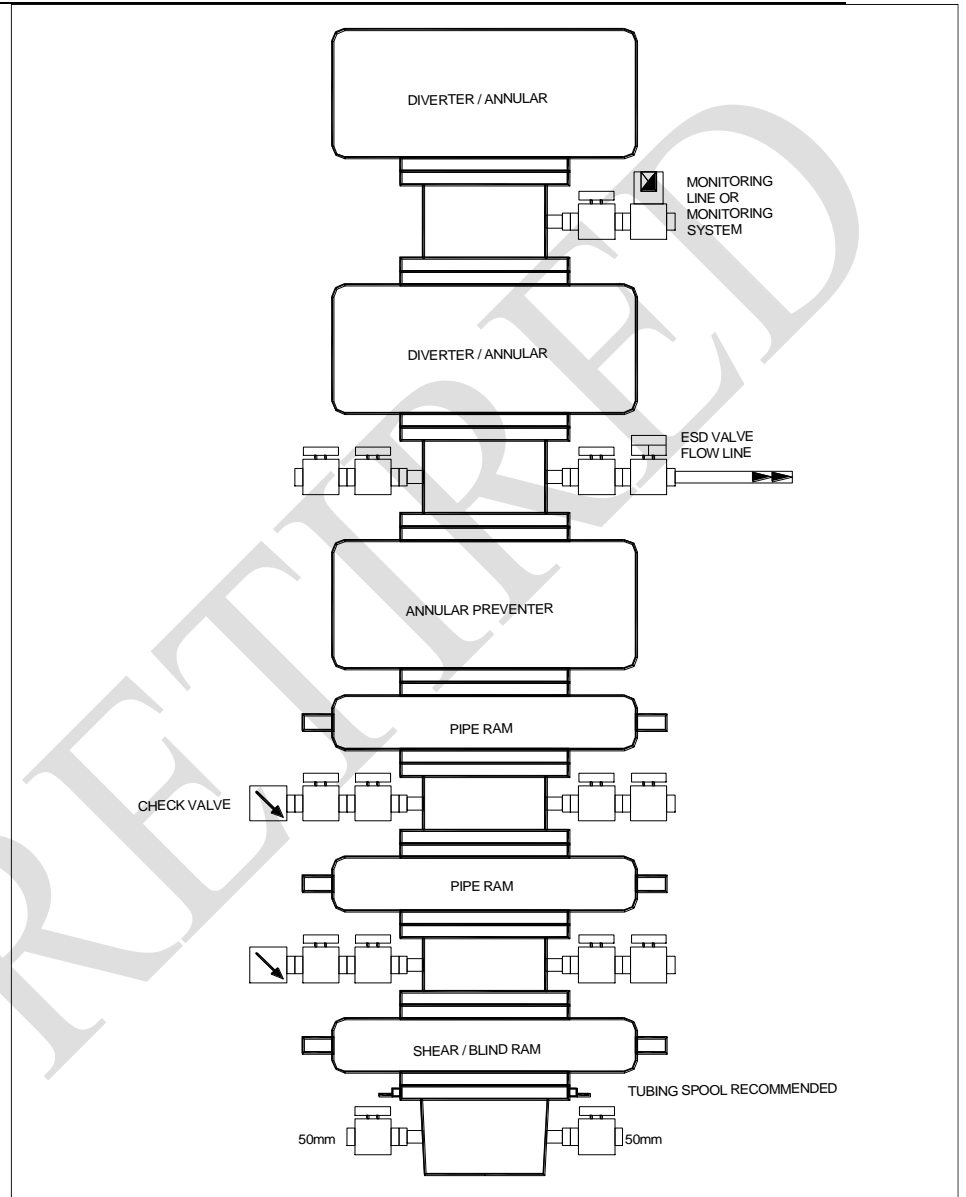 DIVERTER / ANNULAR
MONITORING
LINE OR
MONITORING
SYSTEM
DIVERTER / ANNULAR
ESD VALVE
FLOW LINE
ANNULAR PREVENTER
PIPE RAM
CHECK VALVE
PIPE RAM
SHEAR / BLIND RAM
TUBING SPOOL RECOMMENDED
50mm
50mm
RETIRED